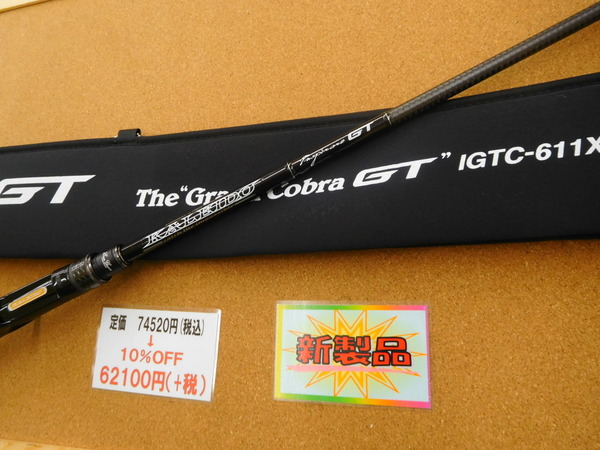 GT
The “Gra Cobra GT” IGTC-611X
KALEIDO
Inspirare GT
定価 74520円(税込)
↓
10%OFF
62100円(+税)
新製品